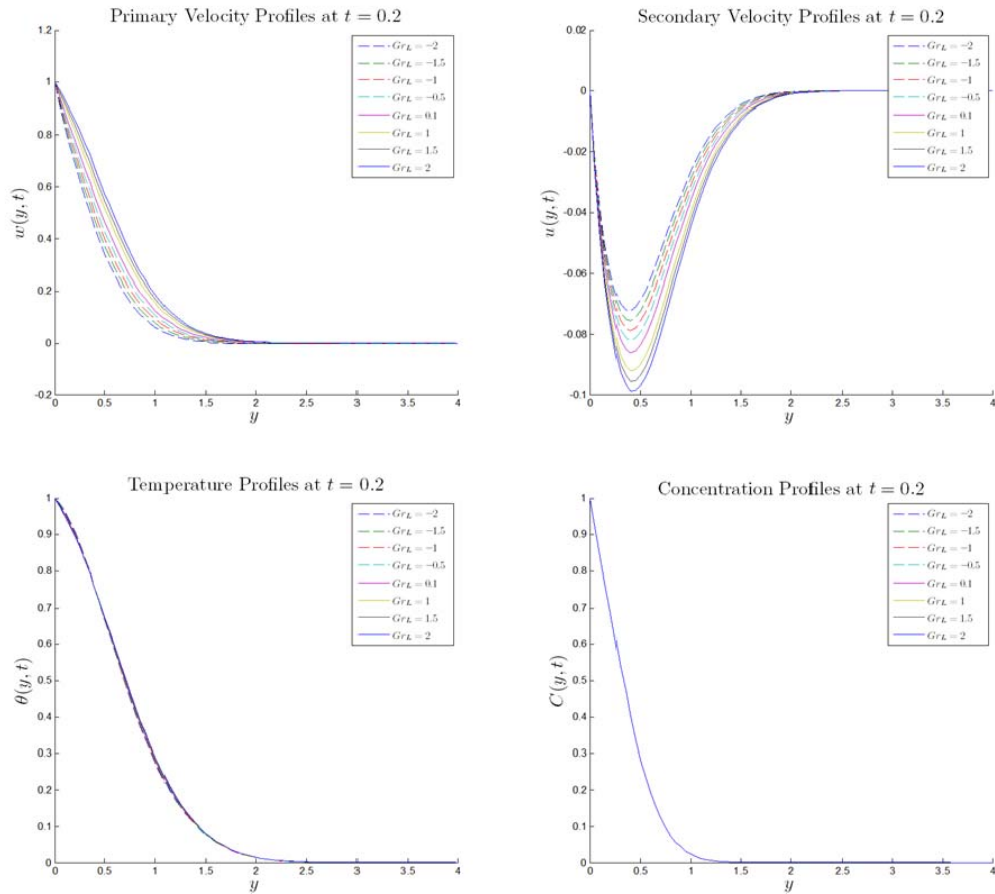 Primary Velocity Profiles at t = 0.2
1.2
1
0.8
0.6
0.4
0.2
0
-0.2
w(y, t)
0 0.5 1 1.5 2 2.5 3 3.5 4
y
Gr_L = −2
Gr_L = −1.5
Gr_L = −1
Gr_L = −0.5
Gr_L = 0.1
Gr_L = 1
Gr_L = 1.5
Gr_L = 2
Secondary Velocity Profiles at t = 0.2
0.02
0
-0.02
-0.04
-0.06
-0.08
-0.1
u(y, t)
0 0.5 1 1.5 2 2.5 3 3.5 4
y
Gr_L = −2
Gr_L = −1.5
Gr_L = −1
Gr_L = −0.5
Gr_L = 0.1
Gr_L = 1
Gr_L = 1.5
Gr_L = 2
Temperature Profiles at t = 0.2
1
0.9
0.8
0.7
0.6
0.5
0.4
0.3
0.2
0.1
0
θ(y, t)
0 0.5 1 1.5 2 2.5 3 3.5 4
y
Gr_L = −2
Gr_L = −1.5
Gr_L = −1
Gr_L = −0.5
Gr_L = 0.1
Gr_L = 1
Gr_L = 1.5
Gr_L = 2
Concentration Profiles at t = 0.2
1
0.9
0.8
0.7
0.6
0.5
0.4
0.3
0.2
0.1
0
C(y, t)
0 0.5 1 1.5 2 2.5 3 3.5 4
y
Gr_L = −2
Gr_L = −1.5
Gr_L = −1
Gr_L = −0.5
Gr_L = 0.1
Gr_L = 1
Gr_L = 1.5
Gr_L = 2